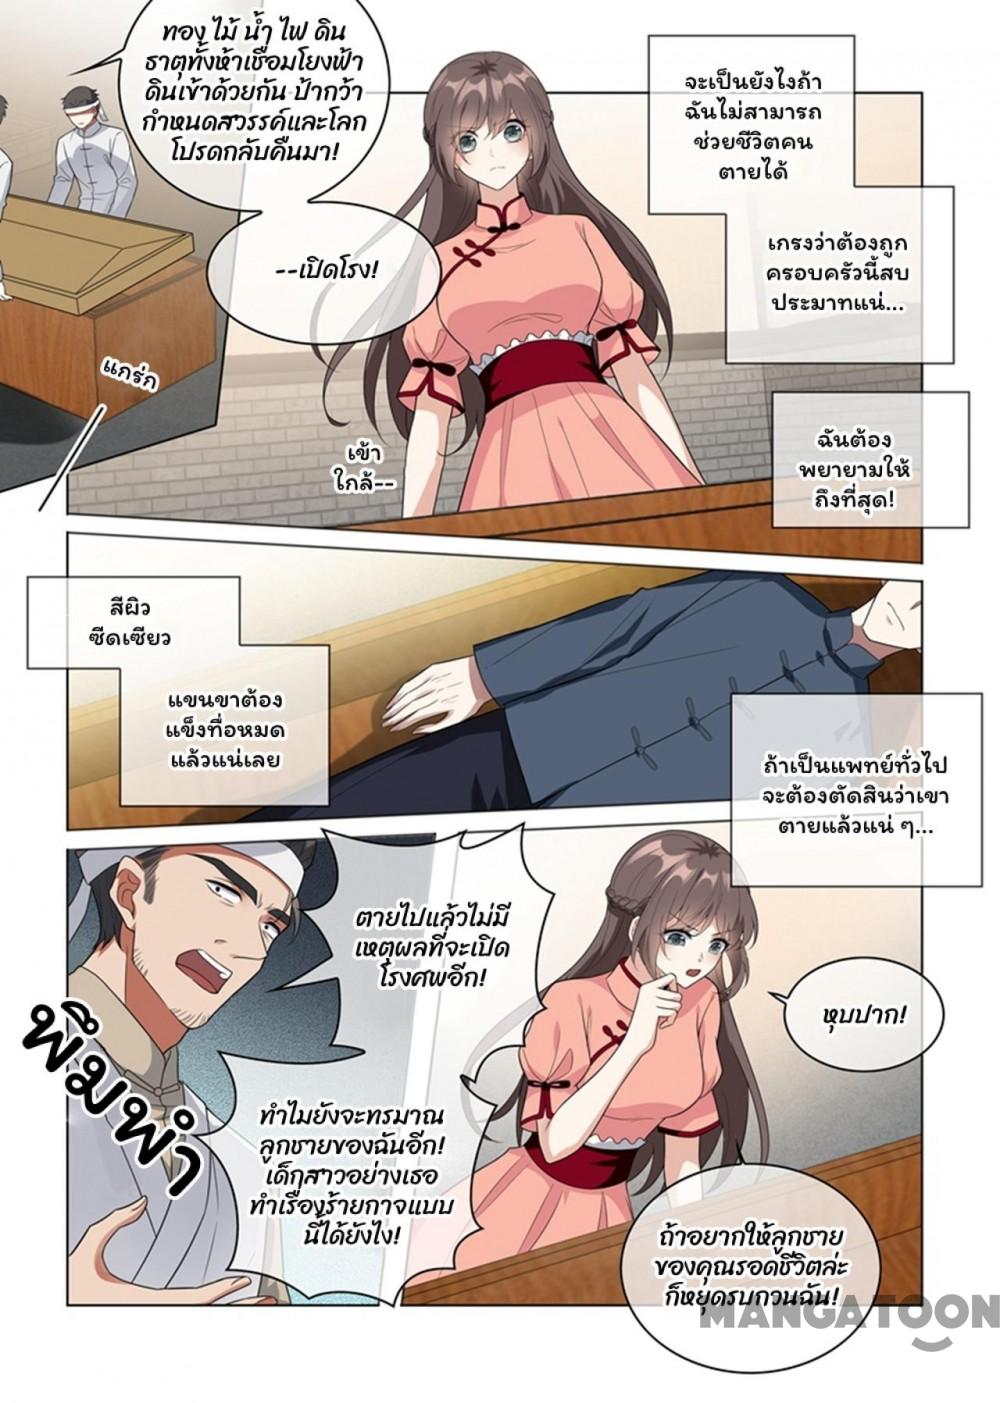 ทอง ไม้ น้ำ ไฟ ดิน
ธาตุทั้งห้าเชื่อมโยงฟ้า
ดินเข้าด้วยกัน ป้ากว้า
กำหนดสวรรค์และโลก
โปรดกลับคืนมา!
--เปิดโรง!
จะเป็นยังไงถ้า
ฉันไม่สามารถ
ช่วยชีวิตคน
ตายได้
เกรงว่าต้องถูก
ครอบครัวนี้สบ
ประมาทแน่...
แกร่ก
เข้า
ใกล้--
ฉันต้อง
พยายามให้
ถึงที่สุด!
สีผิว
ซีดเซียว
แขนขาต้อง
แข็งทื่อหมด
แล้วแน่เลย
ถ้าเป็นแพทย์ทั่วไป
จะต้องตัดสินว่าเขา
ตายแล้วแน่ ๆ...
ตายไปแล้วไม่มี
เหตุผลที่จะเปิด
โรงศพอีก!
หุบปาก!
พึมพำ
ทำไมยังจะทรมาณ
ลูกชายของฉันอีก!
เด็กสาวอย่างเธอ
ทำเรื่องร้ายกาจแบบ
นี้ได้ยังไง!
ถ้าอยากให้ลูกชาย
ของคุณรอดชีวิตล่ะ
ก็หยุดรบกวนฉัน!
MANGATOON